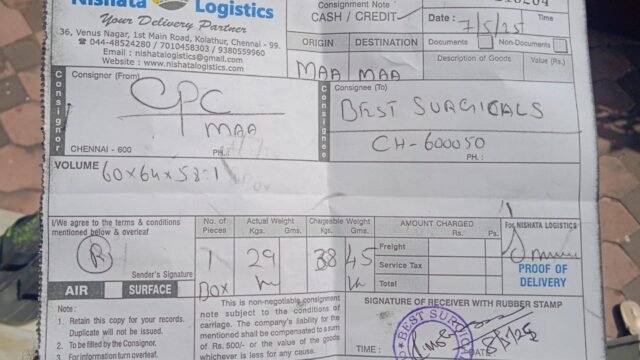 Nishata Logistics
Your Delivery Partner
36, Venus Nagar, 1st Main Road, Kolathur, Chennai - 99.
☎ 044-48524280 / 7010458303 / 9380559960
Email : nishatalogistics@gmail.com
Website : www.nishatalogistics.com
Consignment Note
CASH / CREDIT
Date : 7/5/25 Time
ORIGIN DESTINATION
MAA MAA
Documents Non-Documents
Description of Goods Value (Rs.)
Consignor
Consignor (From)
CPC
MAA
CHENNAI - 600 PH.:
Consignee
Consignee (To)
BEST SURGICALS
CH-600050
PH. :
VOLUME 60x64x58:1
Box
I/We agree to the terms & conditions
mentioned below & overleaf
Sender's Signature
AIR SURFACE
No. of Pieces
1
Box
Actual Weight
Kgs. Gms.
29
Chargeable Weight
Kgs. Gms.
38 45
AMOUNT CHARGED
Rs. Ps.
Freight
Service Tax
Total
For NISHATA LOGISTICS
PROOF OF
DELIVERY
Note :
1. Retain this copy for your records.
Duplicate will not be issued.
2. To be filled by the Consignor.
3. For information turn overleaf.
This is non-negotiable consignment
note subject to the conditions of
carriage. The company's liability for
the mentioned shall be compensated to a sum
of Rs. 500/- or the value of the goods
whichever is less for any cause.
SIGNATURE OF RECEIVER WITH RUBBER STAMP
BEST SURGI
TIME : DATE 8/5/25